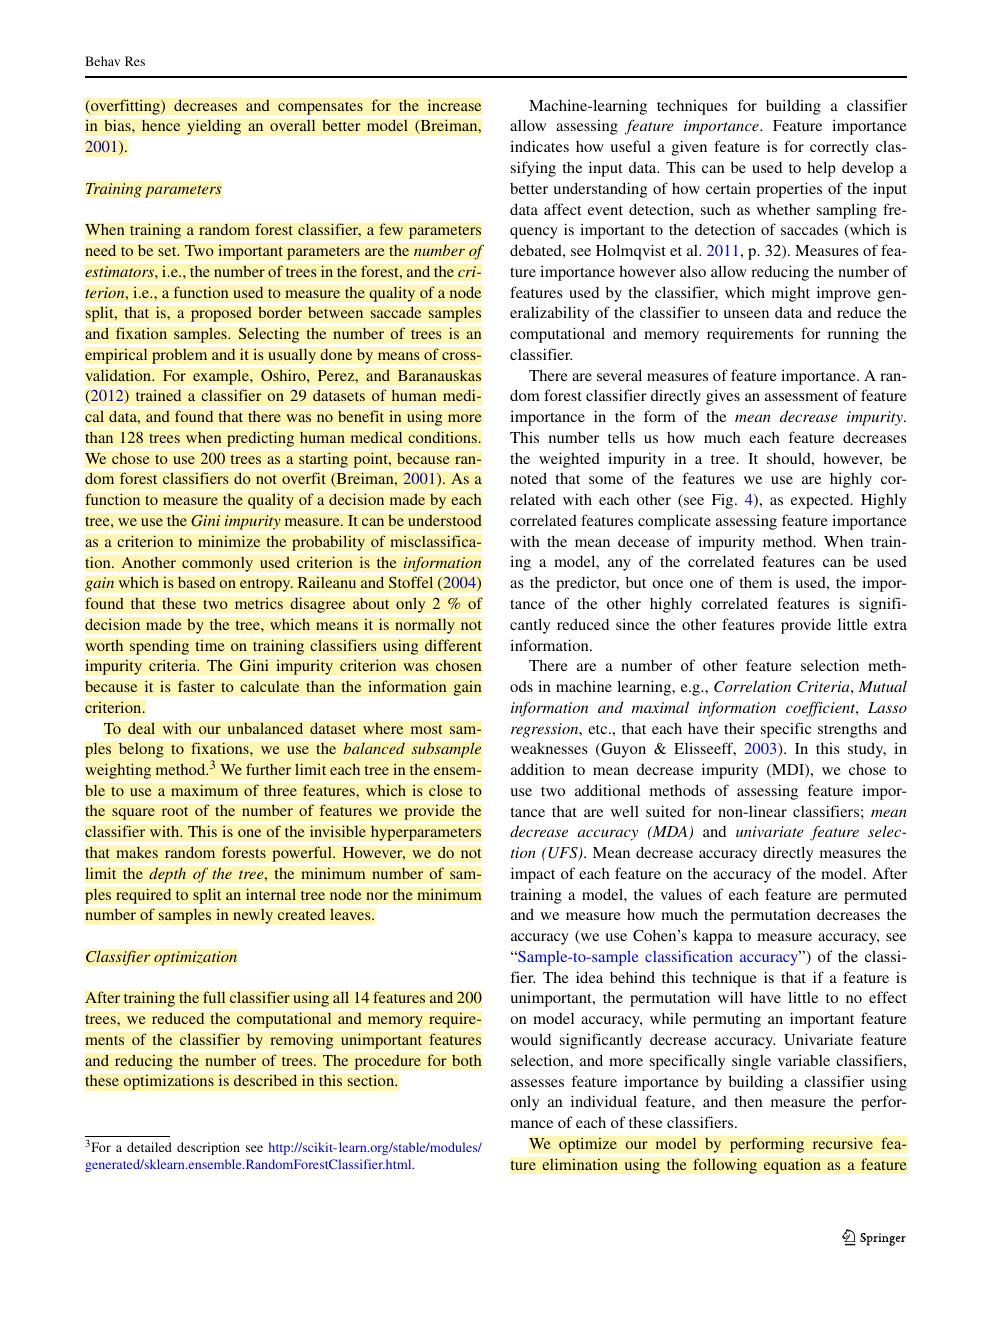 Behav Res
(overfitting) decreases and compensates for the increase
in bias, hence yielding an overall better model (Breiman,
2001).
Training parameters
When training a random forest classifier, a few parameters
need to be set. Two important parameters are the number of
estimators, i.e., the number of trees in the forest, and the cri-
terion, i.e., a function used to measure the quality of a node
split, that is, a proposed border between saccade samples
and fixation samples. Selecting the number of trees is an
empirical problem and it is usually done by means of cross-
validation. For example, Oshiro, Perez, and Baranauskas
(2012) trained a classifier on 29 datasets of human medi-
cal data, and found that there was no benefit in using more
than 128 trees when predicting human medical conditions.
We chose to use 200 trees as a starting point, because ran-
dom forest classifiers do not overfit (Breiman, 2001). As a
function to measure the quality of a decision made by each
tree, we use the Gini impurity measure. It can be understood
as a criterion to minimize the probability of misclassifica-
tion. Another commonly used criterion is the information
gain which is based on entropy. Raileanu and Stoffel (2004)
found that these two metrics disagree about only 2 % of
decision made by the tree, which means it is normally not
worth spending time on training classifiers using different
impurity criteria. The Gini impurity criterion was chosen
because it is faster to calculate than the information gain
criterion.
To deal with our unbalanced dataset where most sam-
ples belong to fixations, we use the balanced subsample
weighting method.3 We further limit each tree in the ensem-
ble to use a maximum of three features, which is close to
the square root of the number of features we provide the
classifier with. This is one of the invisible hyperparameters
that makes random forests powerful. However, we do not
limit the depth of the tree, the minimum number of sam-
ples required to split an internal tree node nor the minimum
number of samples in newly created leaves.
Classifier optimization
After training the full classifier using all 14 features and 200
trees, we reduced the computational and memory require-
ments of the classifier by removing unimportant features
and reducing the number of trees. The procedure for both
these optimizations is described in this section.
3For a detailed description see http://scikit-learn.org/stable/modules/
generated/sklearn.ensemble.RandomForestClassifier.html.
Machine-learning techniques for building a classifier
allow assessing feature importance. Feature importance
indicates how useful a given feature is for correctly clas-
sifying the input data. This can be used to help develop a
better understanding of how certain properties of the input
data affect event detection, such as whether sampling fre-
quency is important to the detection of saccades (which is
debated, see Holmqvist et al. 2011, p. 32). Measures of fea-
ture importance however also allow reducing the number of
features used by the classifier, which might improve gen-
eralizability of the classifier to unseen data and reduce the
computational and memory requirements for running the
classifier.
There are several measures of feature importance. A ran-
dom forest classifier directly gives an assessment of feature
importance in the form of the mean decrease impurity.
This number tells us how much each feature decreases
the weighted impurity in a tree. It should, however, be
noted that some of the features we use are highly cor-
related with each other (see Fig. 4), as expected. Highly
correlated features complicate assessing feature importance
with the mean decease of impurity method. When train-
ing a model, any of the correlated features can be used
as the predictor, but once one of them is used, the impor-
tance of the other highly correlated features is signifi-
cantly reduced since the other features provide little extra
information.
There are a number of other feature selection meth-
ods in machine learning, e.g., Correlation Criteria, Mutual
information and maximal information coefficient, Lasso
regression, etc., that each have their specific strengths and
weaknesses (Guyon & Elisseeff, 2003). In this study, in
addition to mean decrease impurity (MDI), we chose to
use two additional methods of assessing feature impor-
tance that are well suited for non-linear classifiers; mean
decrease accuracy (MDA) and univariate feature selec-
tion (UFS). Mean decrease accuracy directly measures the
impact of each feature on the accuracy of the model. After
training a model, the values of each feature are permuted
and we measure how much the permutation decreases the
accuracy (we use Cohen's kappa to measure accuracy, see
“Sample-to-sample classification accuracy”) of the classi-
fier. The idea behind this technique is that if a feature is
unimportant, the permutation will have little to no effect
on model accuracy, while permuting an important feature
would significantly decrease accuracy. Univariate feature
selection, and more specifically single variable classifiers,
assesses feature importance by building a classifier using
only an individual feature, and then measure the perfor-
mance of each of these classifiers.
We optimize our model by performing recursive fea-
ture elimination using the following equation as a feature
Springer